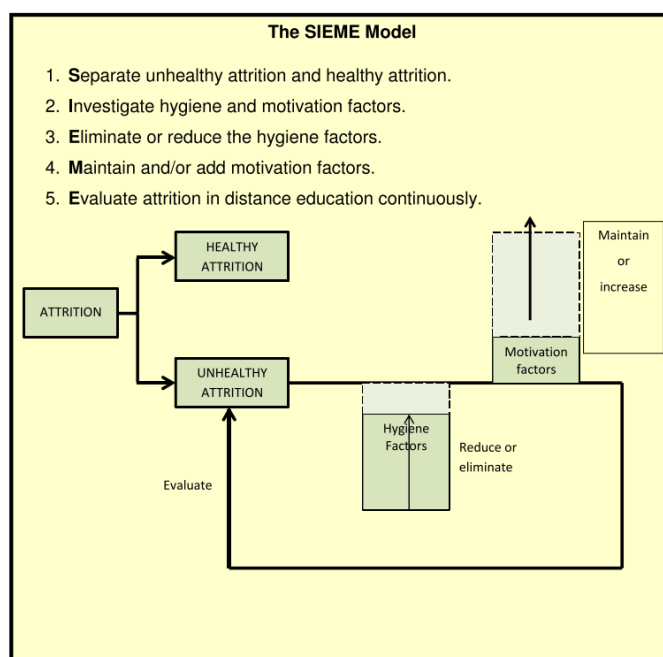 The SIEME Model
1. Separate unhealthy attrition and healthy attrition.
2. Investigate hygiene and motivation factors.
3. Eliminate or reduce the hygiene factors.
4. Maintain and/or add motivation factors.
5. Evaluate attrition in distance education continuously.
HEALTHY
ATTRITION
Maintain
or
increase
ATTRITION
Motivation
factors
UNHEALTHY
ATTRITION
Hygiene
Factors
Reduce or
eliminate
Evaluate